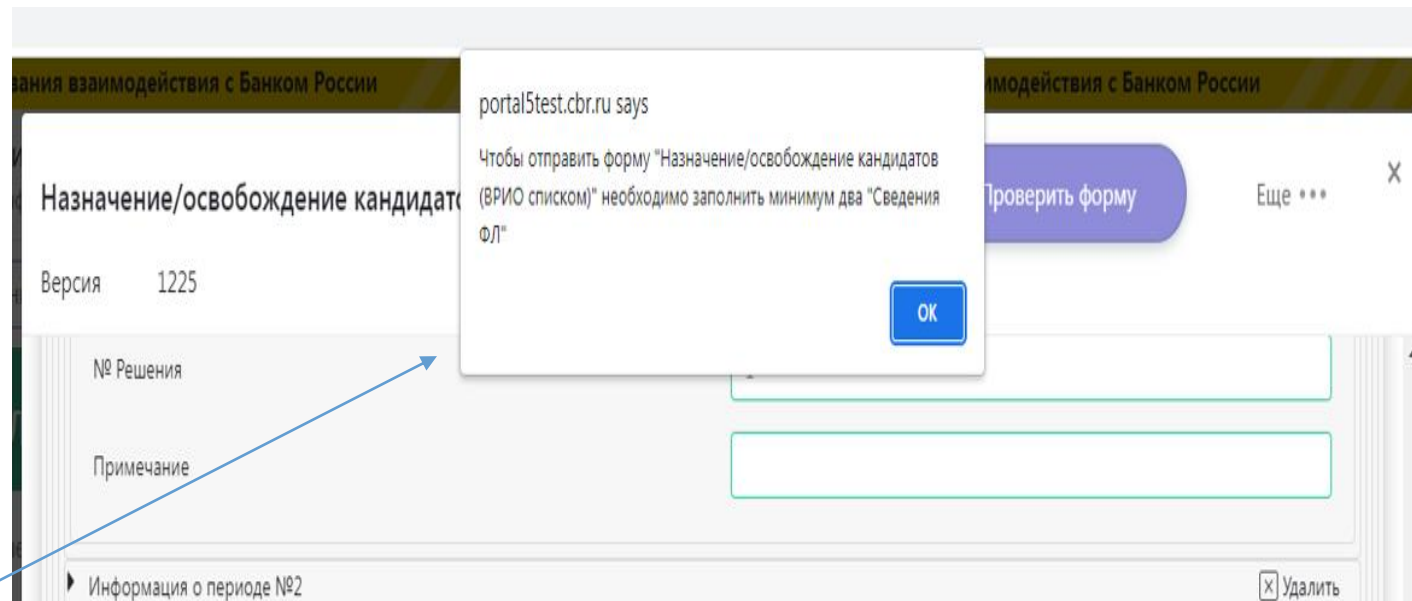 вания взаимодействия с Банком России
имодействия с Банком России
portal5test.cbr.ru says
Чтобы отправить форму "Назначение/освобождение кандидатов
(ВРИО списком)" необходимо заполнить минимум два "Сведения
ФЛ"
OK
Назначение/освобождение кандидато
Проверить форму
Еще •••
Версия 1225
№ Решения
Примечание
Информация о периоде №2
Удалить